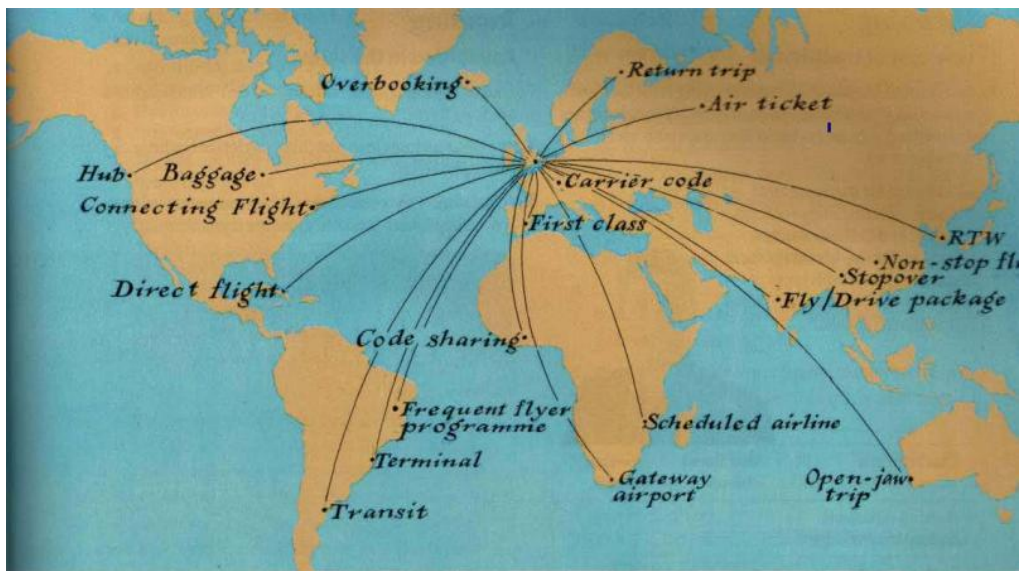 Overbooking
Return trip
Air ticket
Hub
Baggage
Carrier code
Connecting Flight
First class
RTW
Non-stop fl
Stopover
Direct flight
Fly/Drive package
Code sharing
Frequent flyer
programme
Scheduled airline
Terminal
Gateway
airport
Open-jaw
trip
Transit